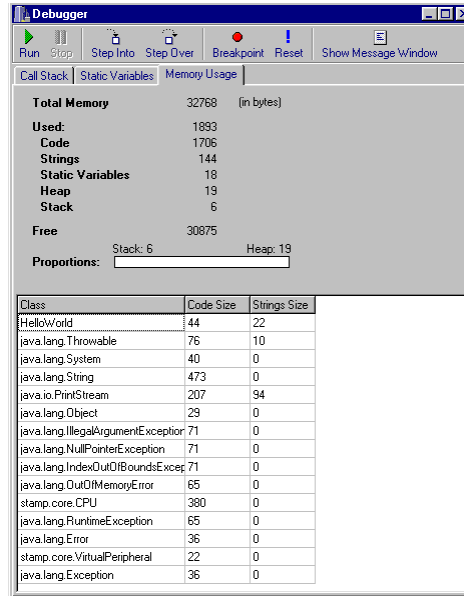 Debugger
Run Stop Step Into Step Over Breakpoint Reset Show Message Window
Call Stack Static Variables Memory Usage
Total Memory 32768 (in bytes)
Used: 1893
Code 1706
Strings 144
Static Variables 18
Heap 19
Stack 6
Free 30875
Stack: 6 Heap: 19
Proportions:
Class Code Size Strings Size
HelloWorld 44 22
java.lang.Throwable 76 10
java.lang.System 40 0
java.lang.String 473 0
java.io.PrintStream 207 94
java.lang.Object 29 0
java.lang.IllegalArgumentException 71 0
java.lang.NullPointerException 71 0
java.lang.IndexOutOfBoundsExcep 71 0
java.lang.OutOfMemoryError 65 0
stamp.core.CPU 380 0
java.lang.RuntimeException 65 0
java.lang.Error 36 0
stamp.core.VirtualPeripheral 22 0
java.lang.Exception 36 0